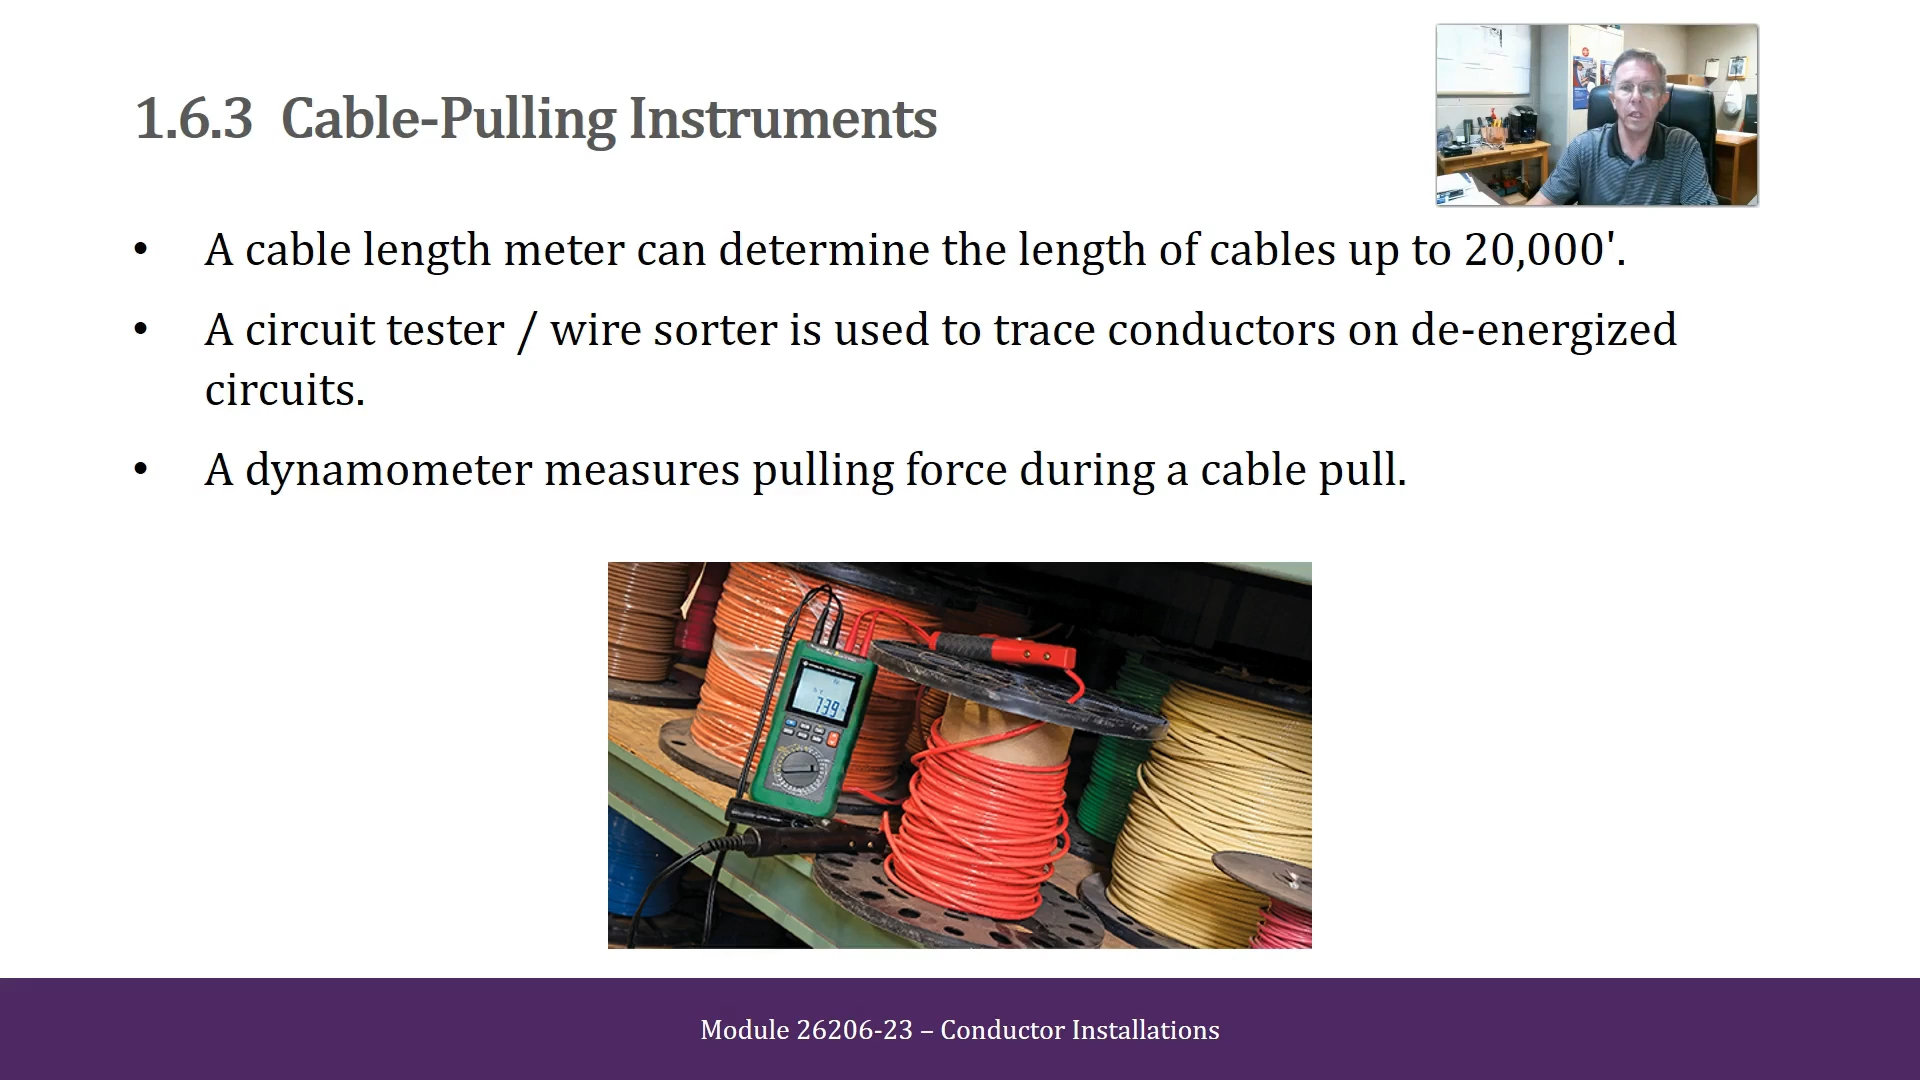 1.6.3 Cable-Pulling Instruments
• A cable length meter can determine the length of cables up to 20,000'.
• A circuit tester / wire sorter is used to trace conductors on de-energized
circuits.
• A dynamometer measures pulling force during a cable pull.
739
Module 26206-23 – Conductor Installations